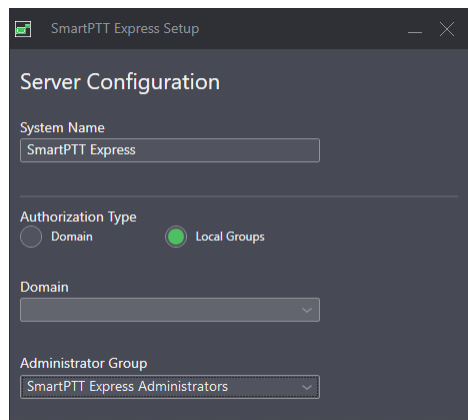 SmartPTT Express Setup
Server Configuration
System Name
SmartPTT Express
Authorization Type
Domain Local Groups
Domain
Administrator Group
SmartPTT Express Administrators